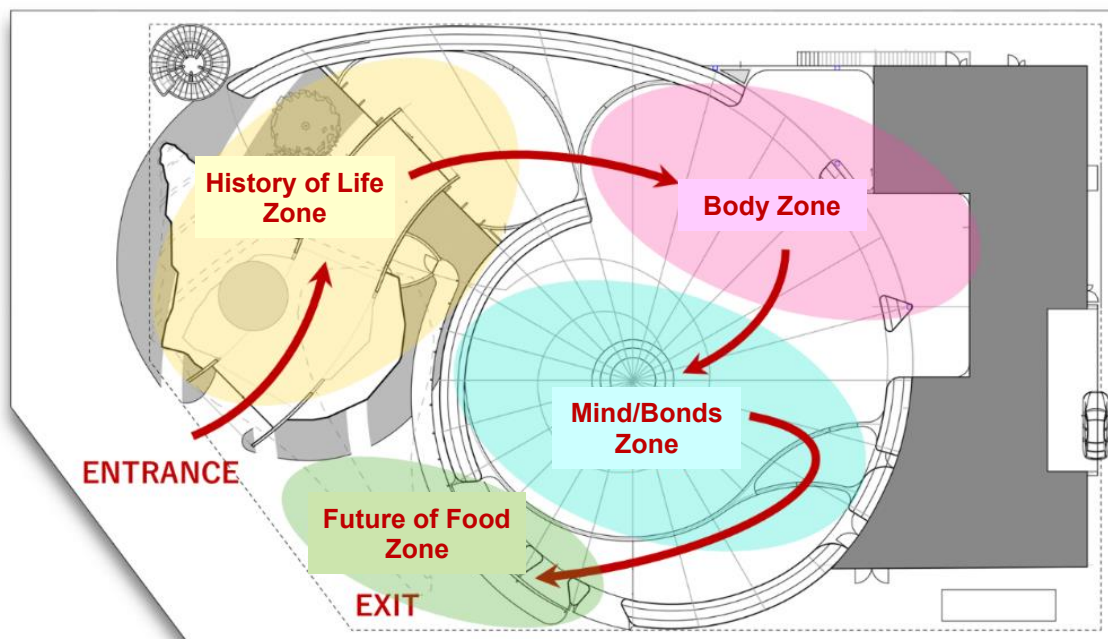 History of Life
Zone
Body Zone
Mind/Bonds
Zone
ENTRANCE
Future of Food
Zone
EXIT